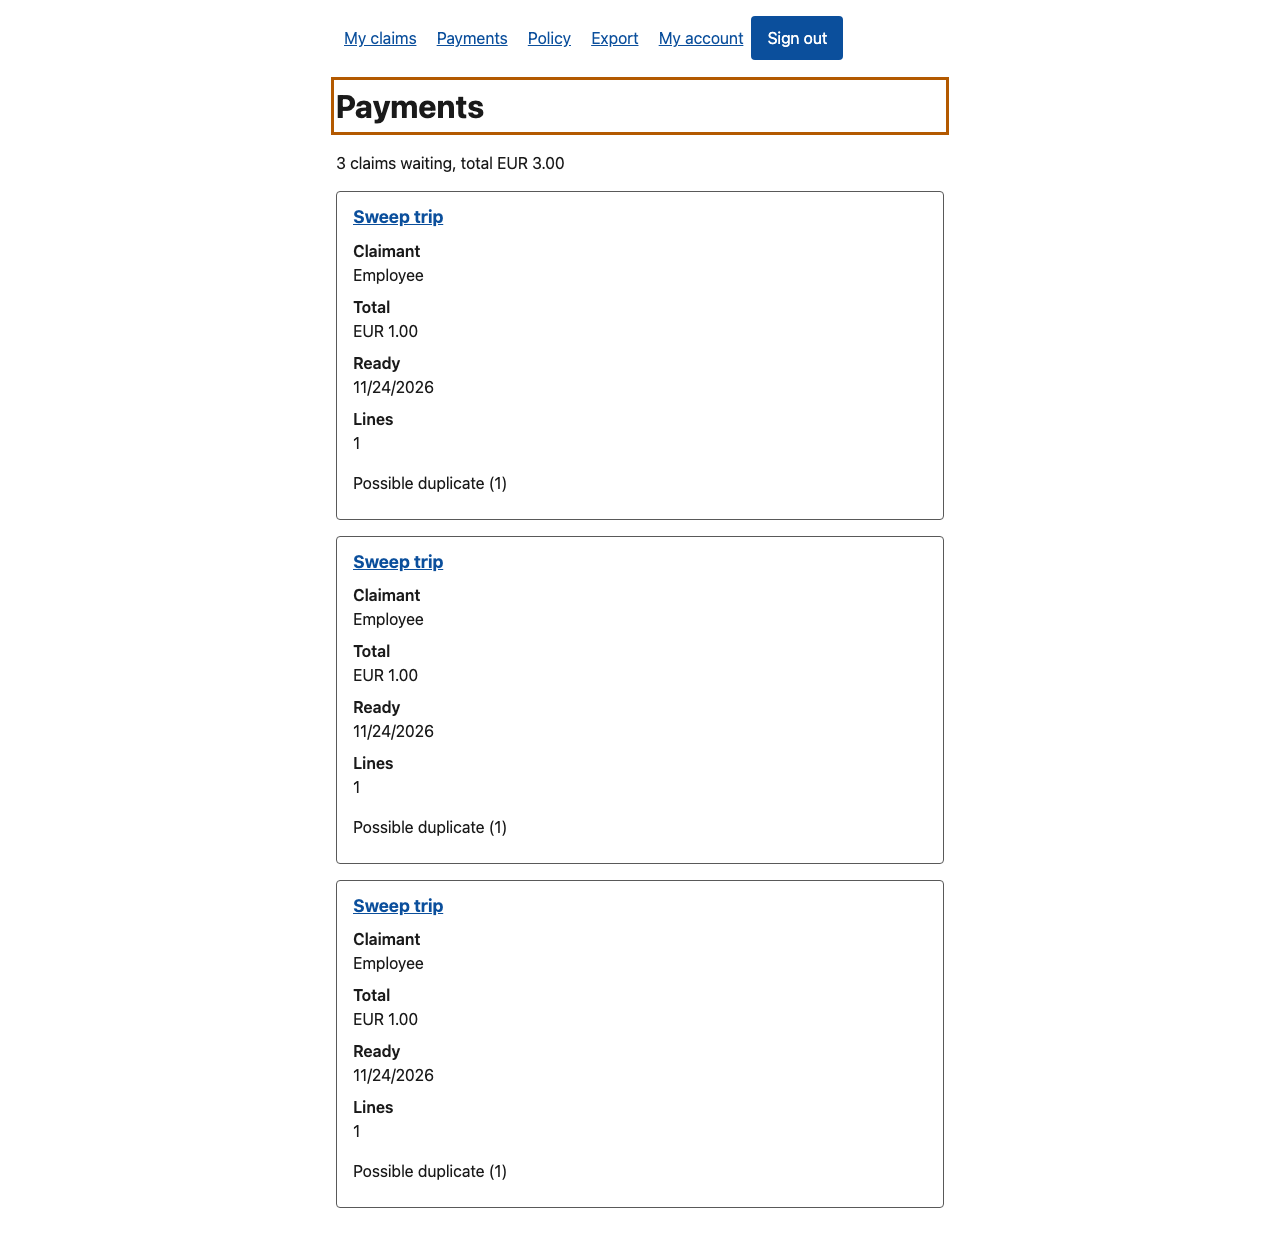 My claims Payments Policy Export My account Sign out
Payments
3 claims waiting, total EUR 3.00
Sweep trip
Claimant
Employee
Total
EUR 1.00
Ready
11/24/2026
Lines
1
Possible duplicate (1)
Sweep trip
Claimant
Employee
Total
EUR 1.00
Ready
11/24/2026
Lines
1
Possible duplicate (1)
Sweep trip
Claimant
Employee
Total
EUR 1.00
Ready
11/24/2026
Lines
1
Possible duplicate (1)